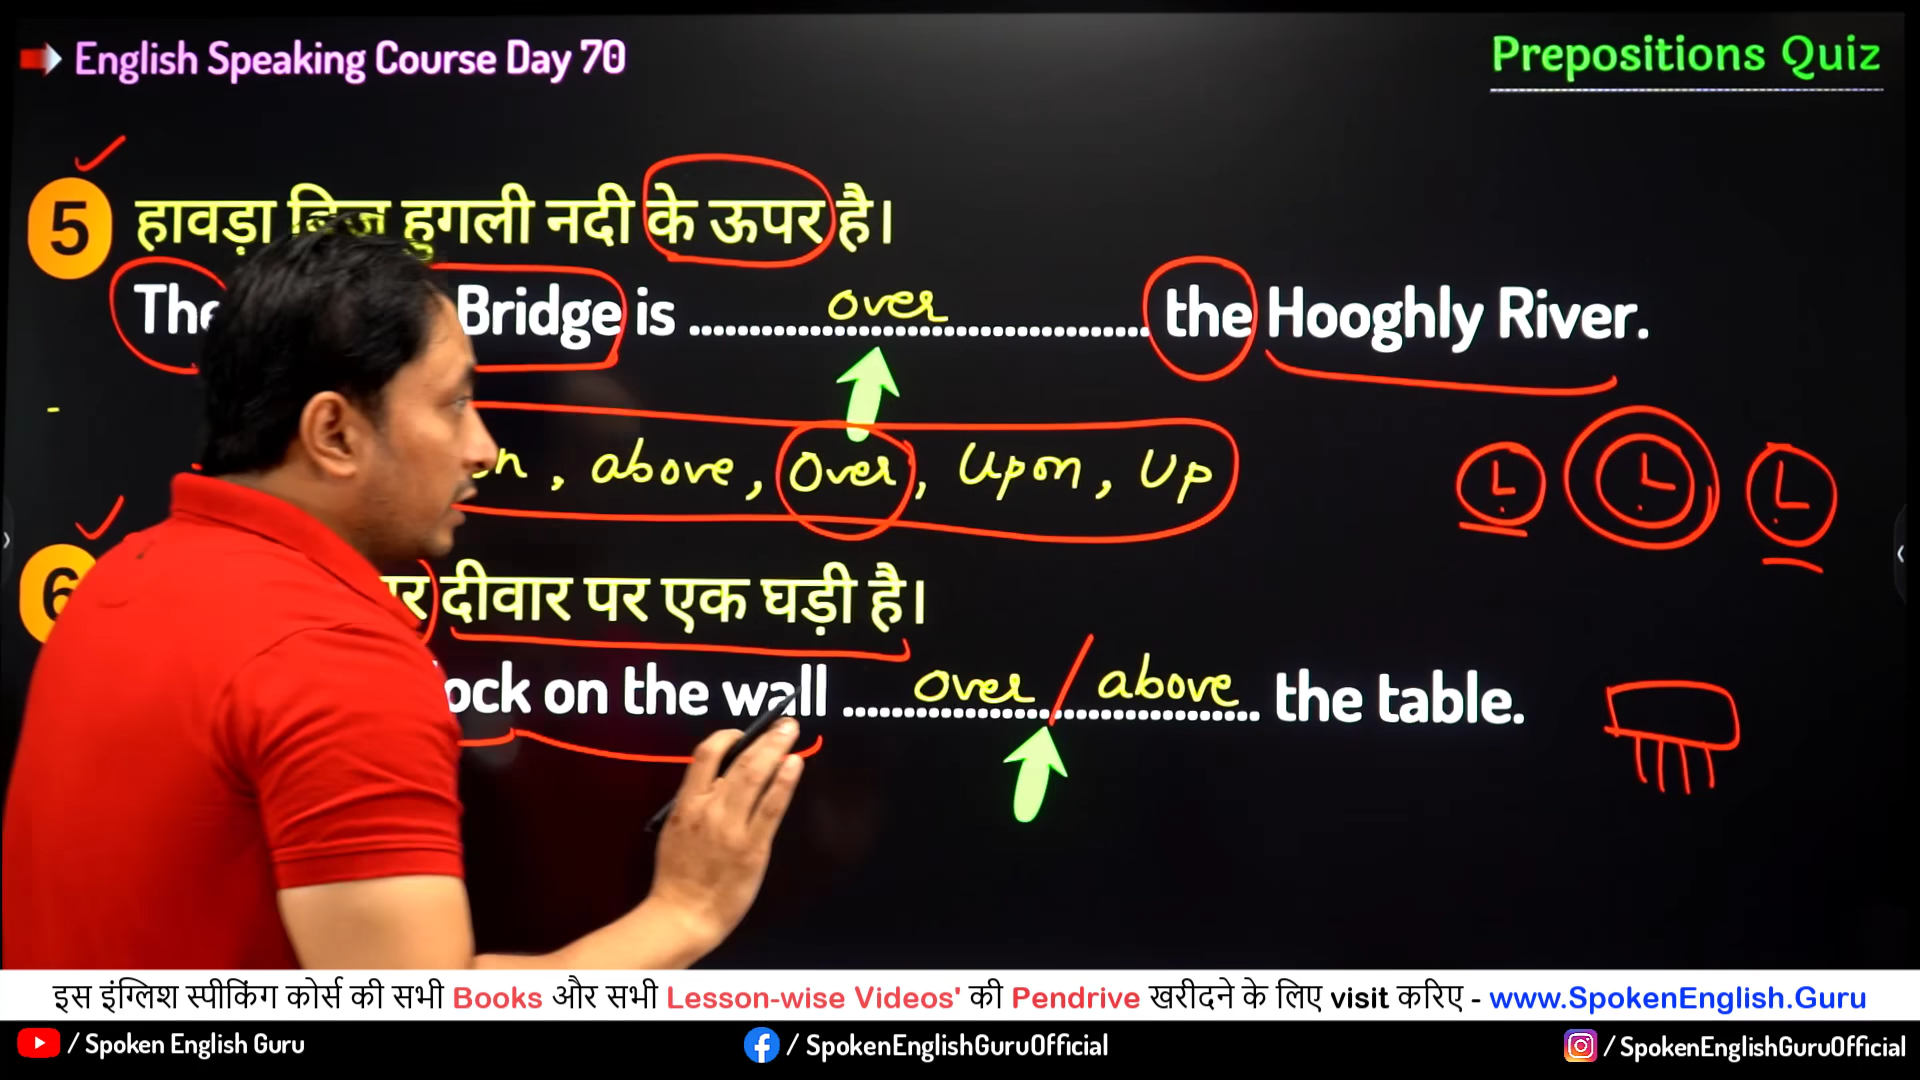 English Speaking Course Day 70
Prepositions Quiz
5 हावड़ा ब्रिज हुगली नदी के ऊपर है।
The Bridge is over the Hooghly River.
on, above, Over, Upon, Up
6 दीवार पर एक घड़ी है।
on the wall over / above the table.
इस इंग्लिश स्पीकिंग कोर्स की सभी Books और सभी Lesson-wise Videos' की Pendrive खरीदने के लिए visit करिए - www.SpokenEnglish.Guru
/ Spoken English Guru
/ SpokenEnglishGuruOfficial
/ SpokenEnglishGuruOfficial